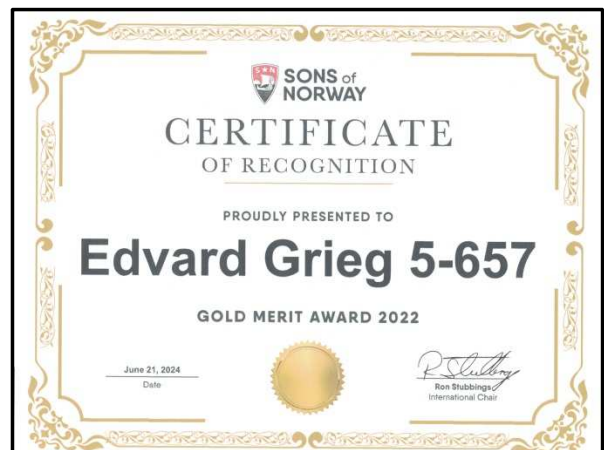 S★N
SONS of
NORWAY
CERTIFICATE
OF RECOGNITION
PROUDLY PRESENTED TO
Edvard Grieg 5-657
GOLD MERIT AWARD 2022
June 21, 2024
Date
R Stubbings
Ron Stubbings
International Chair